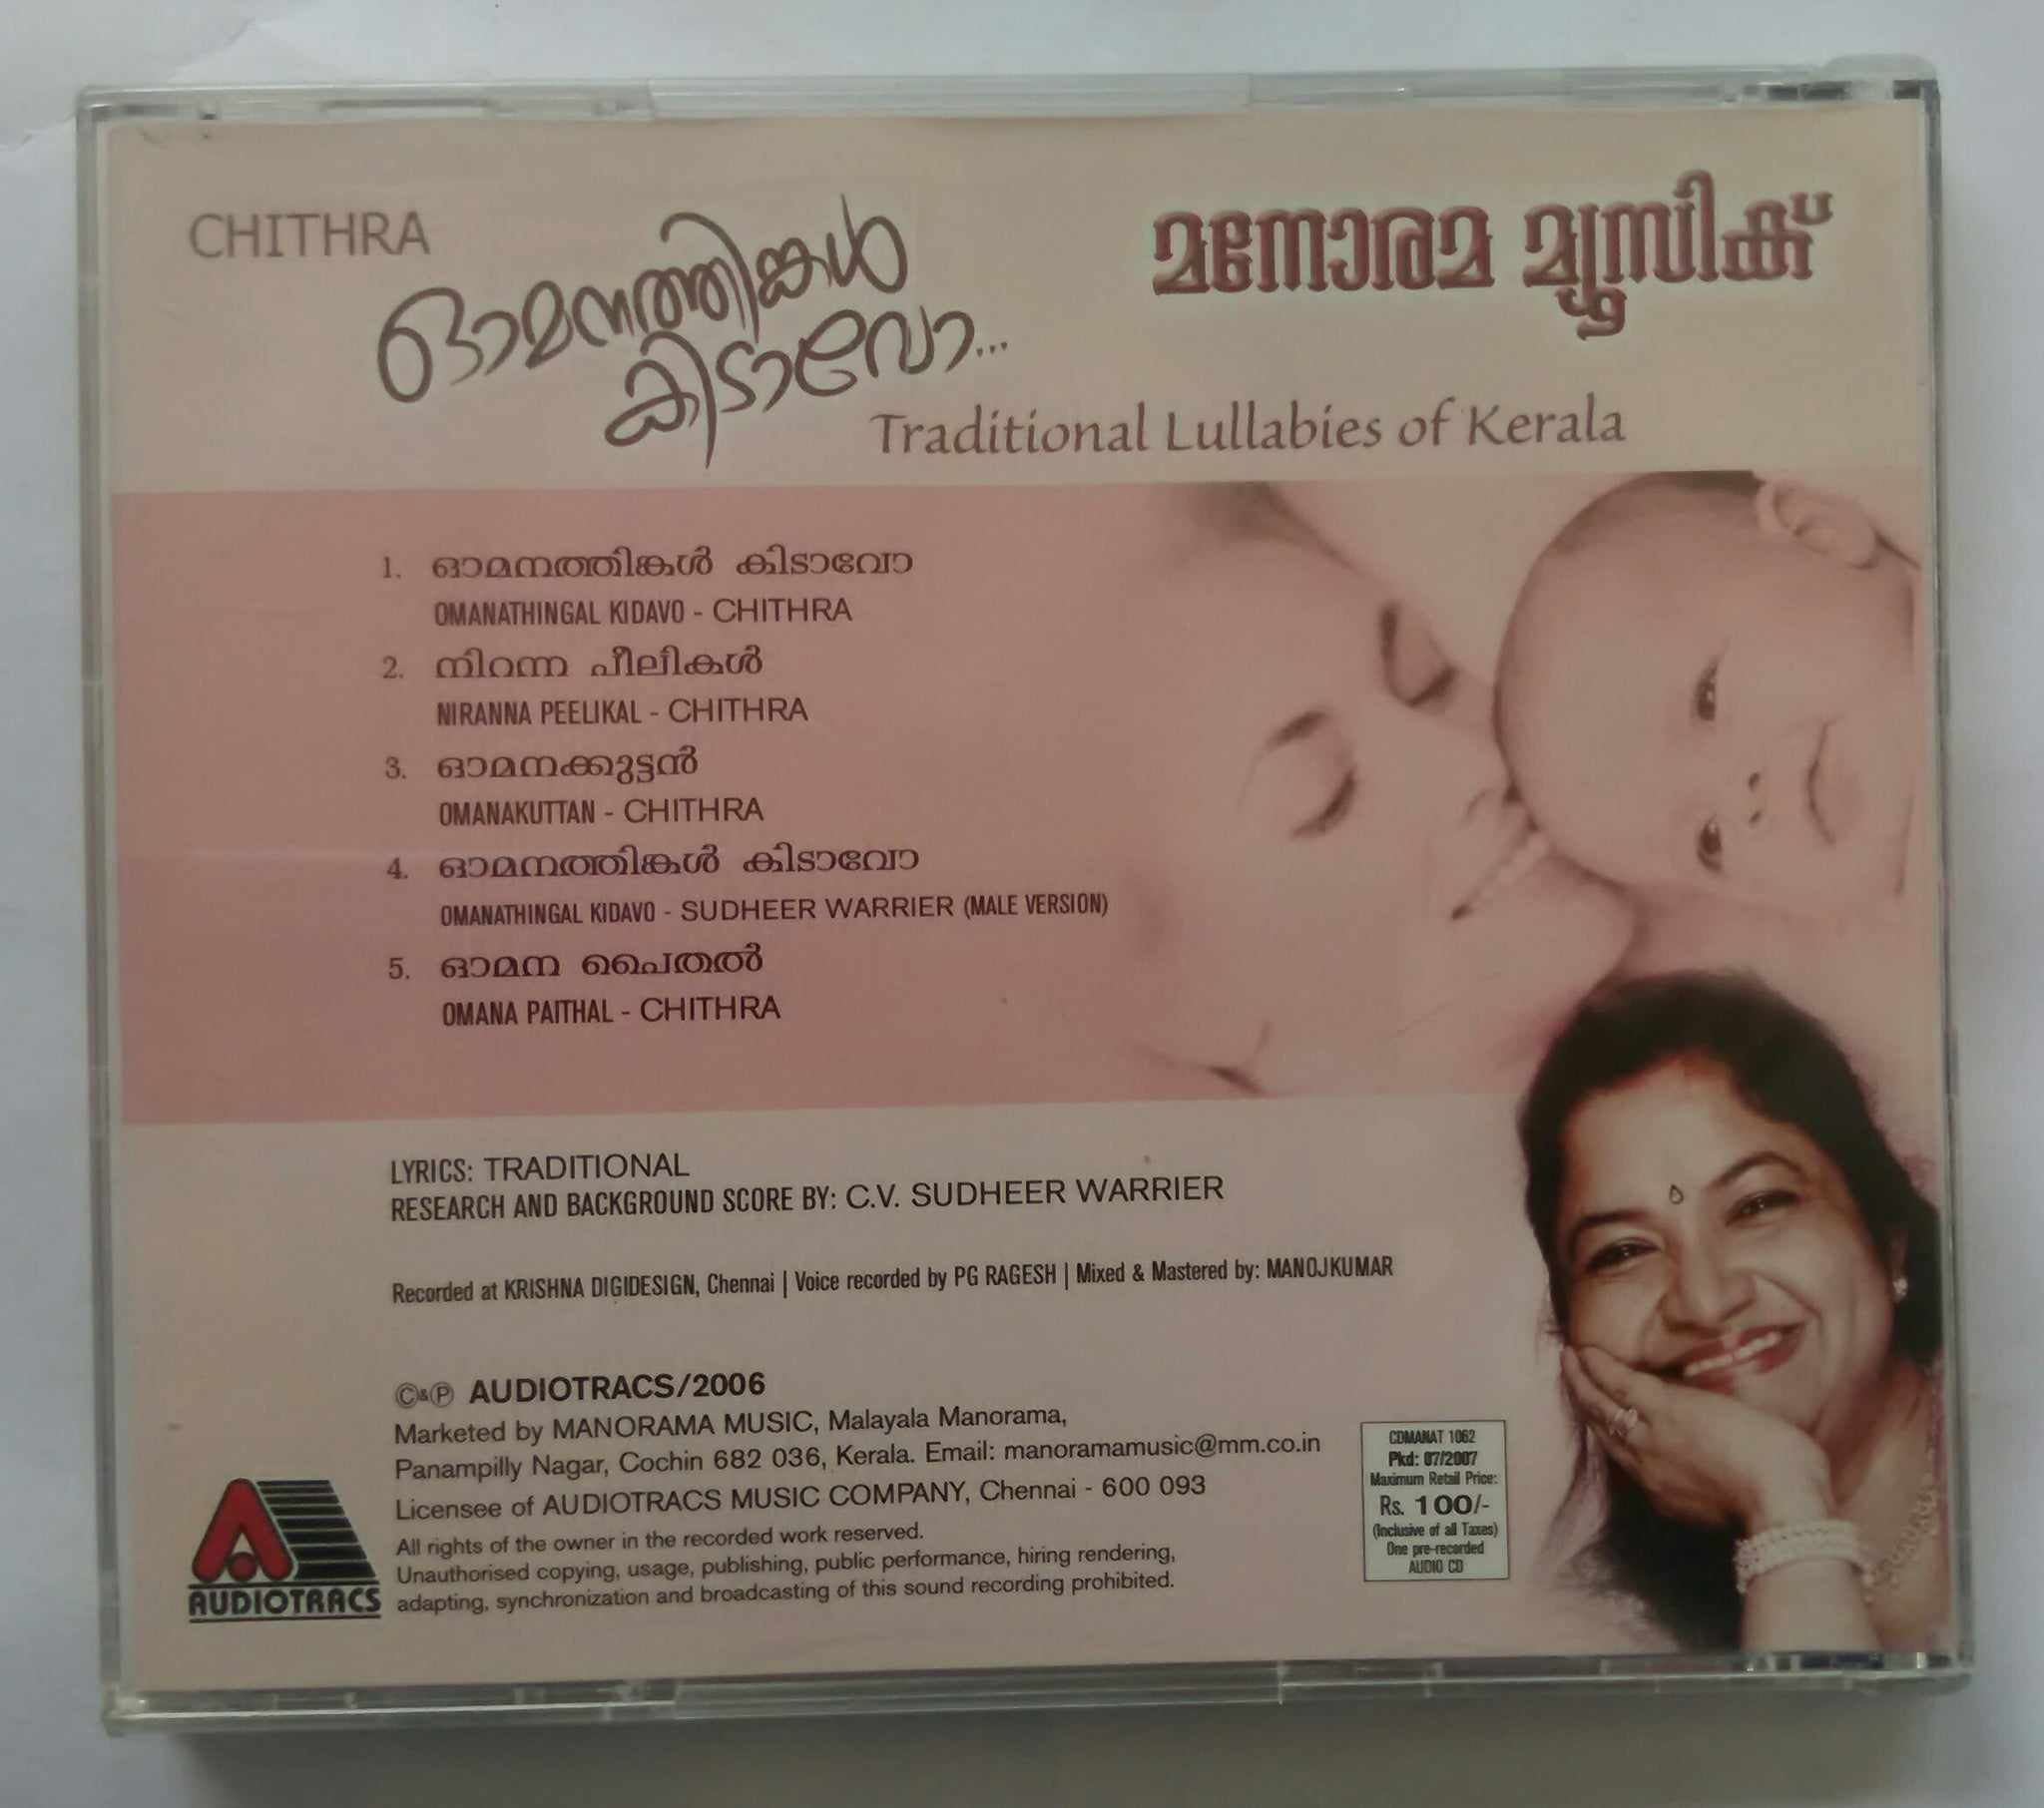 CHITHRA
ഓമനത്തിങ്കൾ
കിടാവോ...
മനോരമ മ്യൂസിക്
Traditional Lullabies of Kerala
1. ഓമനത്തിങ്കൾ കിടാവോ
OMANATHINGAL KIDAVO - CHITHRA
2. നിറന്ന പീലികൾ
NIRANNA PEELIKAL - CHITHRA
3. ഓമനക്കുട്ടൻ
OMANAKUTTAN - CHITHRA
4. ഓമനത്തിങ്കൾ കിടാവോ
OMANATHINGAL KIDAVO - SUDHEER WARRIER (MALE VERSION)
5. ഓമന പൈതൽ
OMANA PAITHAL - CHITHRA
LYRICS: TRADITIONAL
RESEARCH AND BACKGROUND SCORE BY: C.V. SUDHEER WARRIER
Recorded at KRISHNA DIGIDESIGN, Chennai | Voice recorded by PG RAGESH | Mixed & Mastered by: MANOJKUMAR
©&℗ AUDIOTRACS/2006
Marketed by MANORAMA MUSIC, Malayala Manorama,
Panampilly Nagar, Cochin 682 036, Kerala. Email: manoramamusic@mm.co.in
Licensee of AUDIOTRACS MUSIC COMPANY, Chennai - 600 093
All rights of the owner in the recorded work reserved.
Unauthorised copying, usage, publishing, public performance, hiring rendering,
adapting, synchronization and broadcasting of this sound recording prohibited.
AUDIOTRACS
CDMANAT 1062
Pkd: 07/2007
Maximum Retail Price:
Rs. 100/-
(Inclusive of all Taxes)
One pre-recorded
AUDIO CD